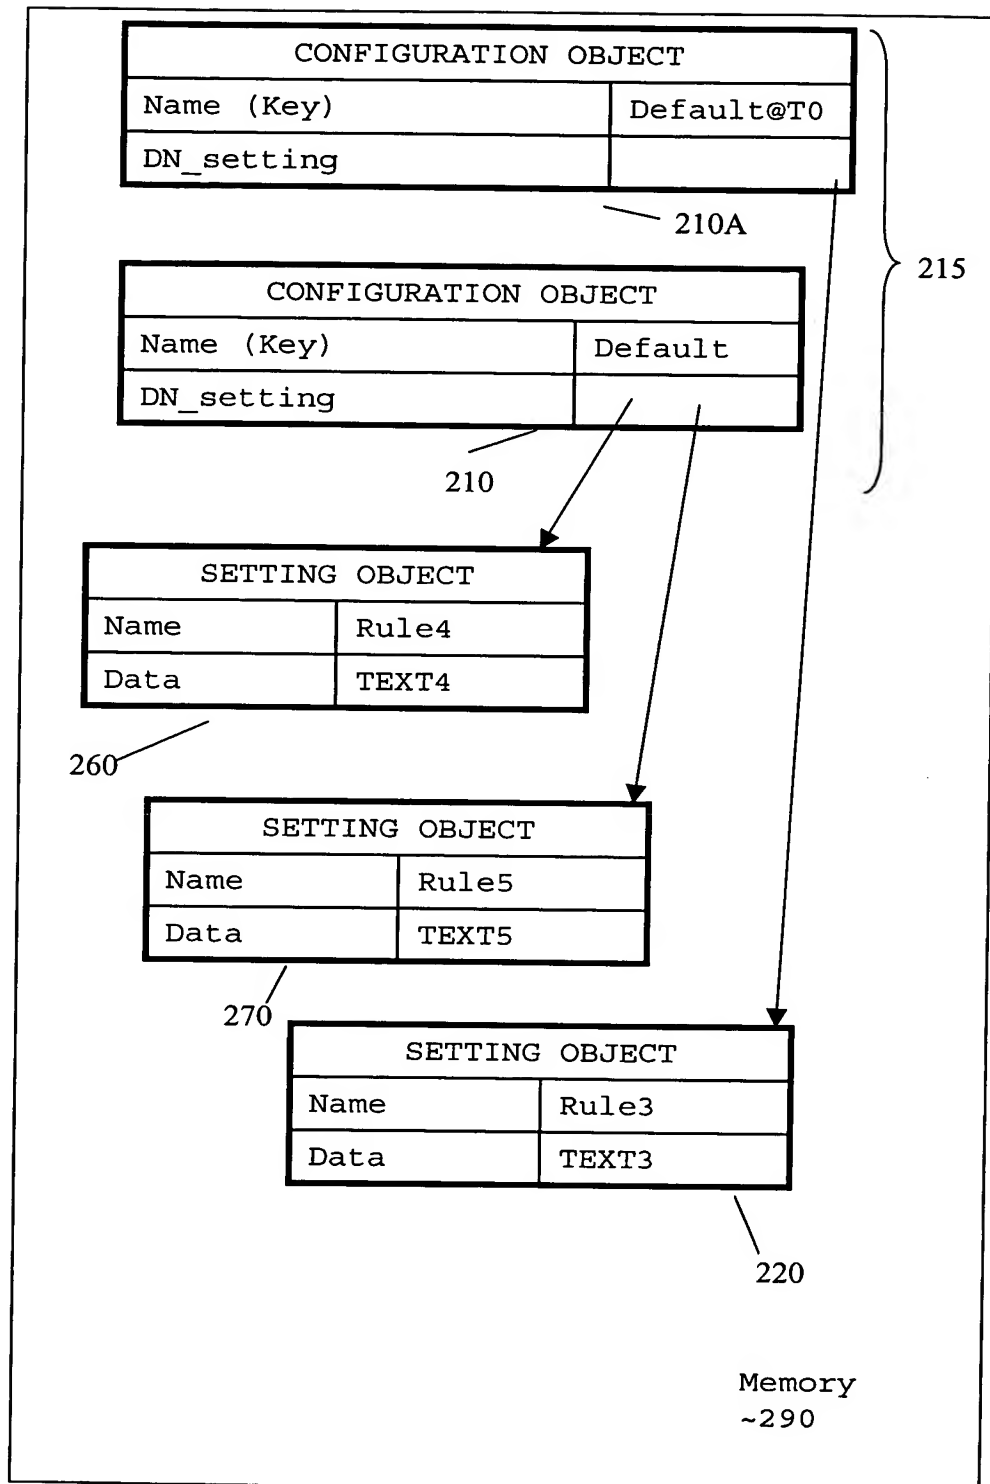 CONFIGURATION OBJECT
Name (Key) Default@T0
DN_setting
210A
215
CONFIGURATION OBJECT
Name (Key) Default
DN_setting
210
SETTING OBJECT
Name Rule4
Data TEXT4
260
SETTING OBJECT
Name Rule5
Data TEXT5
270
SETTING OBJECT
Name Rule3
Data TEXT3
220
Memory
~290